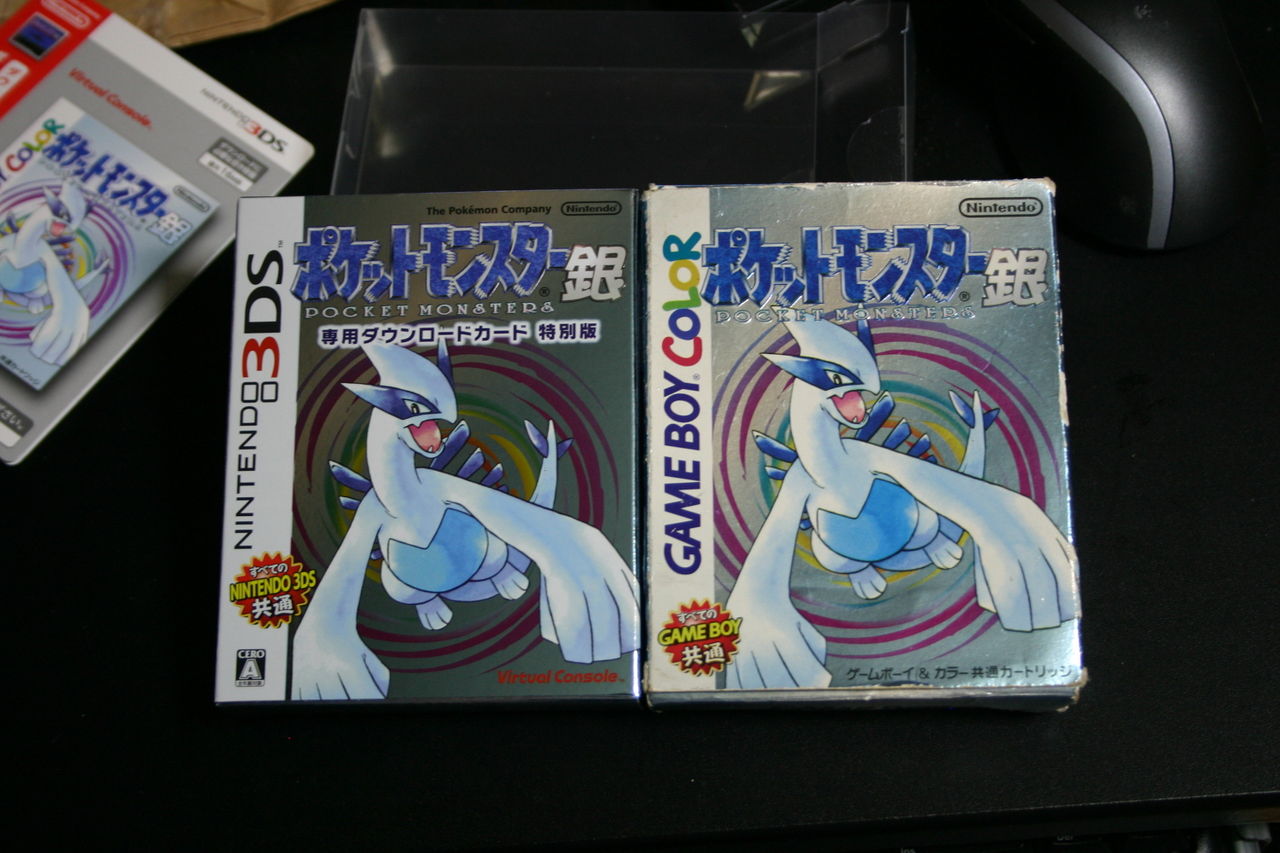 Nintendo
Virtual Console
NINTENDO 3DS
COLOR
ポケットモンスター
銀
Nintendo
The Pokémon Company
Nintendo
NINTENDO 3DS™
ポケットモンスター®
銀
POCKET MONSTERS
専用ダウンロードカード 特別版
すべての
NINTENDO 3DS
共通
CERO
A
Virtual Console™
Nintendo®
GAME BOY COLOR
ポケットモンスター®
銀
POCKET MONSTERS
すべての
GAME BOY
共通
ゲームボーイ&カラー共通カートリッジ